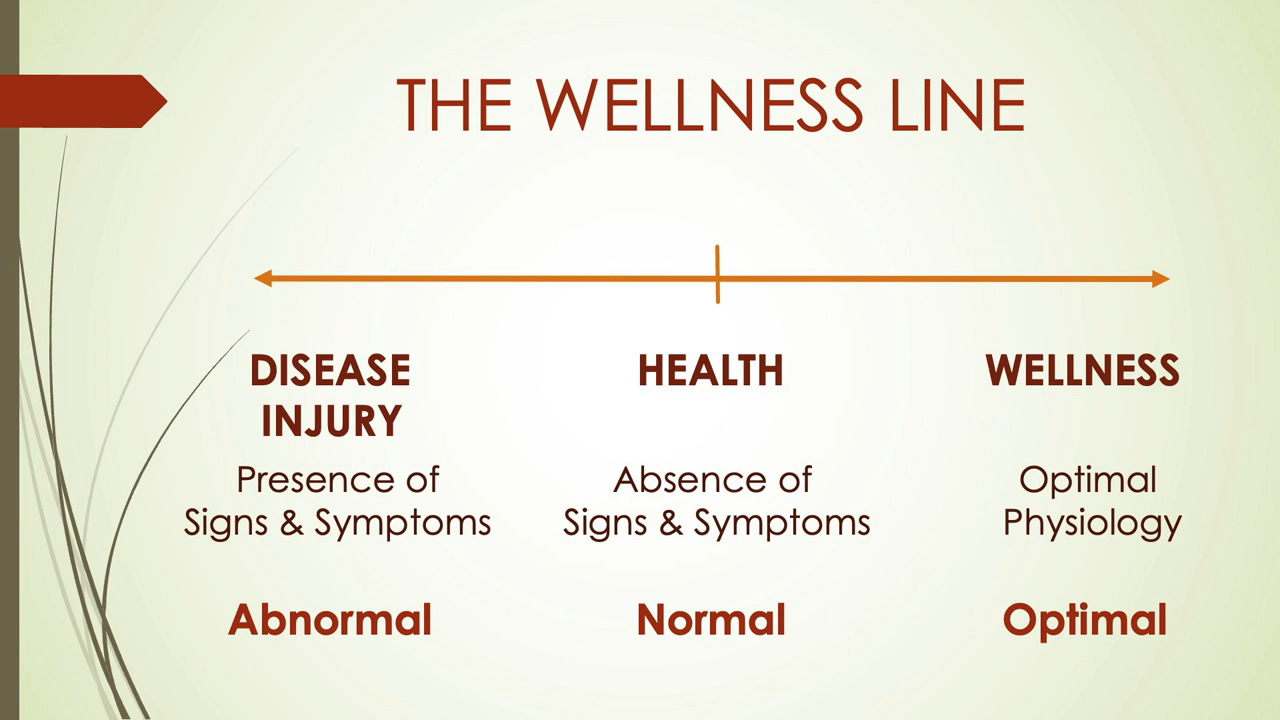 THE WELLNESS LINE
DISEASE
INJURY
Presence of
Signs & Symptoms
Abnormal
HEALTH
Absence of
Signs & Symptoms
Normal
WELLNESS
Optimal
Physiology
Optimal